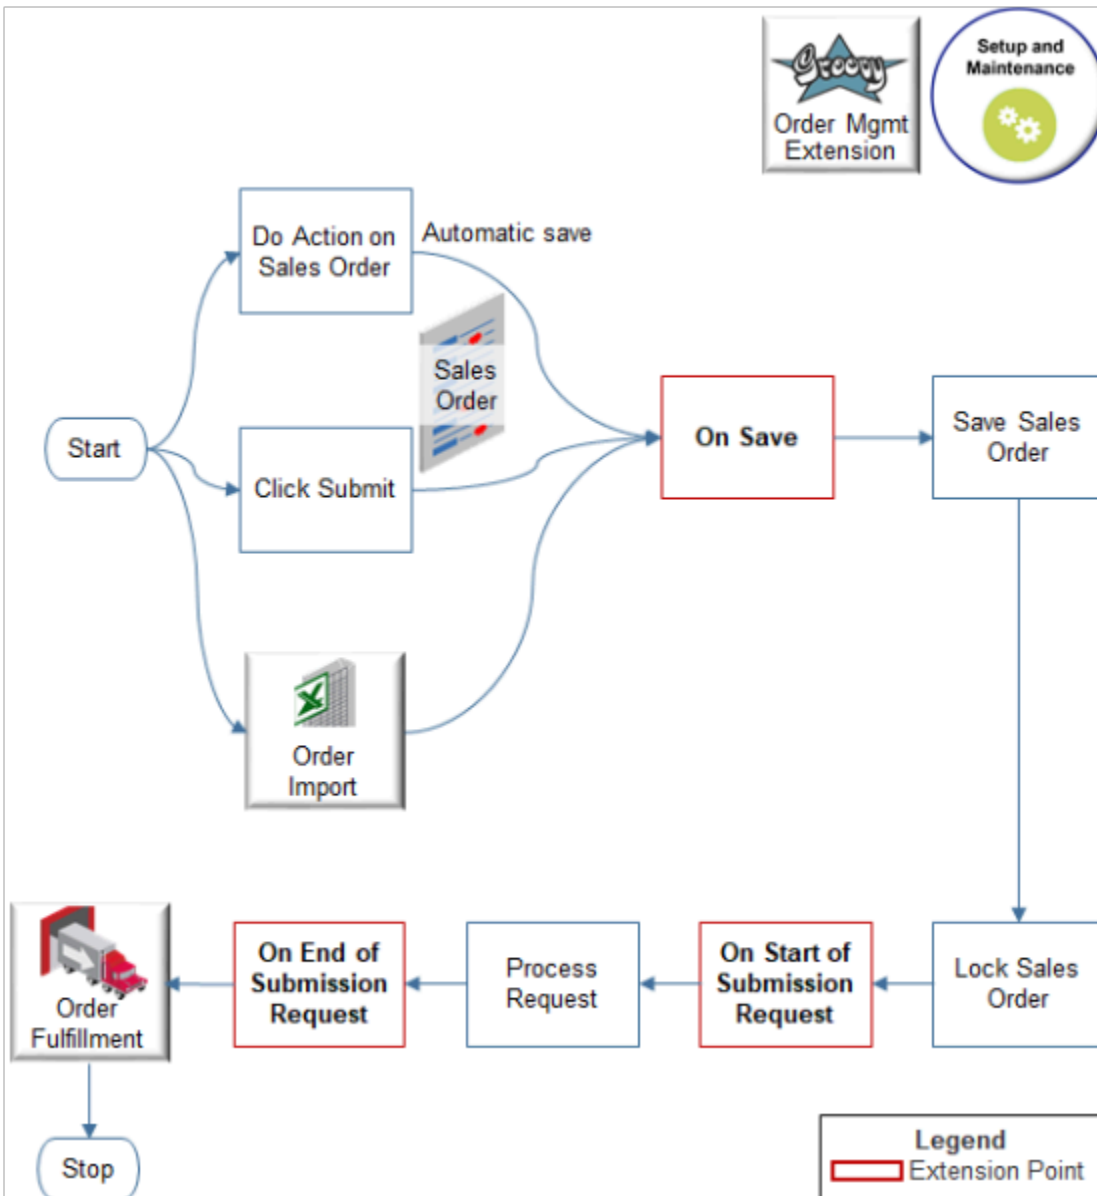 Groovy
Order Mgmt
Extension
Setup and
Maintenance
Do Action on
Sales Order
Automatic save
Sales
Order
Start
Click Submit
On Save
Save Sales
Order
Order
Import
Order
Fulfillment
On End of
Submission
Request
Process
Request
On Start of
Submission
Request
Lock Sales
Order
Stop
Legend
Extension Point